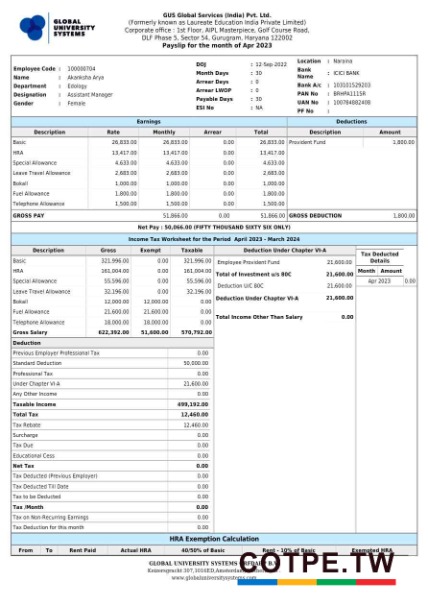 GLOBAL
UNIVERSITY
SYSTEMS
GUS Global Services (India) Pvt. Ltd.
(Formerly known as Laureate Education India Private Limited)
Corporate office : 1st Floor, AIPL Masterpiece, Golf Course Road,
DLF Phase 5, Sector 54, Gurugram, Haryana 122002
Payslip for the month of Apr 2023
Employee Code : 100000704
Name : Akanksha Arya
Department : Edology
Designation : Assistant Manager
Gender : Female
DOJ : 12-Sep-2022
Month Days : 30
Arrear Days : 0
Arrear LWOP : 0
Payable Days : 30
ESI No : NA
Location : Naraina
Bank Name : ICICI BANK
Bank A/c : 103101529203
PAN No : BRHPA1115R
UAN No : 100784882408
PF No :
Earnings Deductions
Description Rate Monthly Arrear Total Description Amount
Basic 26,833.00 26,833.00 0.00 26,833.00 Provident Fund 1,800.00
HRA 13,417.00 13,417.00 0.00 13,417.00
Special Allowance 4,633.00 4,633.00 0.00 4,633.00
Leave Travel Allowance 2,683.00 2,683.00 0.00 2,683.00
Bokail 1,000.00 1,000.00 0.00 1,000.00
Fuel Allowance 1,800.00 1,800.00 0.00 1,800.00
Telephone Allowance 1,500.00 1,500.00 0.00 1,500.00
GROSS PAY 51,866.00 0.00 51,866.00 GROSS DEDUCTION 1,800.00
Net Pay : 50,066.00 (FIFTY THOUSAND SIXTY SIX ONLY)
Income Tax Worksheet for the Period April 2023 - March 2024
Description Gross Exempt Taxable
Basic 321,996.00 0.00 321,996.00
HRA 161,004.00 0.00 161,004.00
Special Allowance 55,596.00 0.00 55,596.00
Leave Travel Allowance 32,196.00 0.00 32,196.00
Bokail 12,000.00 12,000.00 0.00
Fuel Allowance 21,600.00 21,600.00 0.00
Telephone Allowance 18,000.00 18,000.00 0.00
Gross Salary 622,392.00 51,600.00 570,792.00
Deduction
Previous Employer Professional Tax 0.00
Standard Deduction 50,000.00
Professional Tax 0.00
Under Chapter VI-A 21,600.00
Any Other Income 0.00
Taxable Income 499,192.00
Total Tax 12,460.00
Tax Rebate 12,460.00
Surcharge 0.00
Tax Due 0.00
Educational Cess 0.00
Net Tax 0.00
Tax Deducted (Previous Employer) 0.00
Tax Deducted Till Date 0.00
Tax to be Deducted 0.00
Tax /Month 0.00
Tax on Non-Recurring Earnings 0.00
Tax Deduction for this month 0.00
Deduction Under Chapter VI-A
Employee Provident Fund 21,600.00
Total of Investment u/s 80C 21,600.00
Deduction U/C 80C 21,600.00
Deduction Under Chapter VI-A 21,600.00
Total Income Other Than Salary 0.00
Tax Deducted
Details
Month Amount
Apr 2023 0.00
HRA Exemption Calculation
From To Rent Paid Actual HRA 40/50% of Basic Rent - 10% of Basic Exempted HRA
GLOBAL UNIVERSITY SYSTEMS
www.globaluniversitysystems.com
COTPE.TW